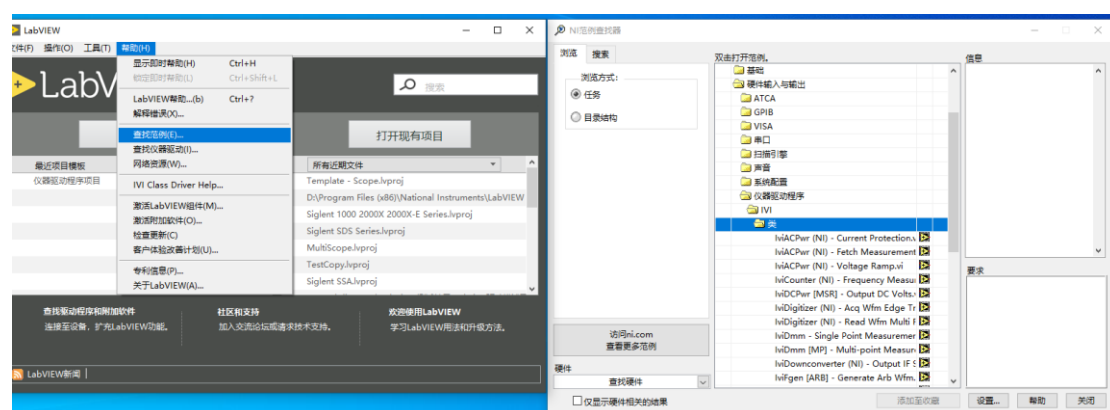 LabVIEW
文件(F) 操作(O) 工具(T) 帮助(H)
显示即时帮助(H) Ctrl+H
锁定即时帮助(L) Ctrl+Shift+L
LabVIEW帮助...(b) Ctrl+?
解释错误(X)...
查找范例(E)...
查找仪器驱动(I)...
网络资源(W)...
IVI Class Driver Help...
激活LabVIEW组件(M)...
激活附加软件(O)...
检查更新(C)
客户体验改善计划(U)...
专利信息(P)...
关于LabVIEW(A)...
LabV
搜索
打开现有项目
最近项目模板
仪器驱动程序项目
所有近期文件
Template - Scope.lvproj
D:\Program Files (x86)\National Instruments\LabVIEW
Siglent 1000 2000X 2000X-E Series.lvproj
Siglent SDS Series.lvproj
MultiScope.lvproj
TestCopy.lvproj
Siglent SSA.lvproj
查找驱动程序和附加软件
连接至设备，扩充LabVIEW功能。
社区和支持
加入交流论坛或请求技术支持。
欢迎使用LabVIEW
学习LabVIEW用法和升级方法。
LabVIEW新闻
NI范例查找器
浏览 搜索
浏览方式:
任务
目录结构
访问ni.com
查看更多范例
硬件
查找硬件
仅显示硬件相关的结果
双击打开范例。
基础
硬件输入与输出
ATCA
GPIB
VISA
串口
扫描引擎
声音
系统配置
仪器驱动程序
IVI
类
IviACPwr (NI) - Current Protection.v
IviACPwr (NI) - Fetch Measurement
IviACPwr (NI) - Voltage Ramp.vi
IviCounter (NI) - Frequency Measu
IviDCPwr [MSR] - Output DC Volts.
IviDigitizer (NI) - Acq Wfm Edge Tr
IviDigitizer (NI) - Read Wfm Multi
IviDmm - Single Point Measuremen
IviDmm [MP] - Multi-point Measur
IviDownconverter (NI) - Output IF S
IviFgen [ARB] - Generate Arb Wfm.
信息
要求
添加至收藏 设置... 帮助 关闭